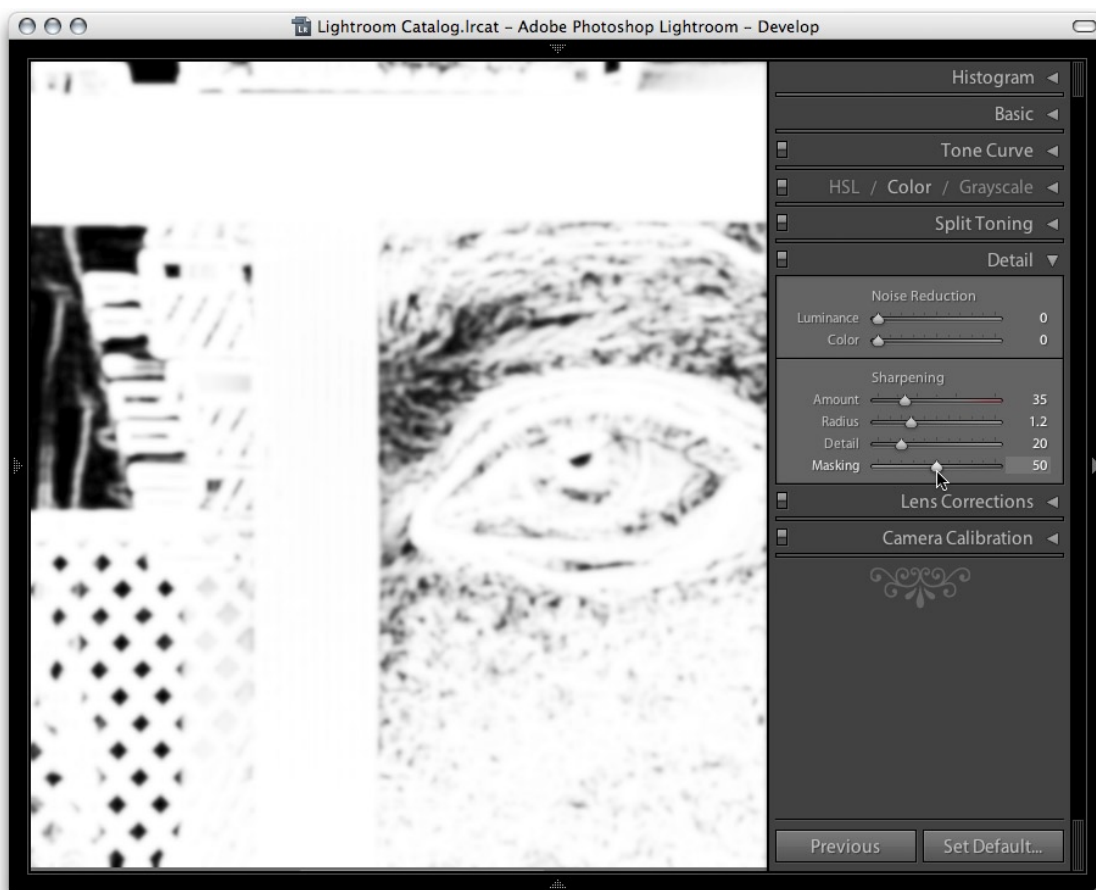 Lightroom Catalog.lrcat – Adobe Photoshop Lightroom – Develop
Histogram
Basic
Tone Curve
HSL / Color / Grayscale
Split Toning
Detail
Noise Reduction
Luminance 0
Color 0
Sharpening
Amount 35
Radius 1.2
Detail 20
Masking 50
Lens Corrections
Camera Calibration
Previous Set Default...